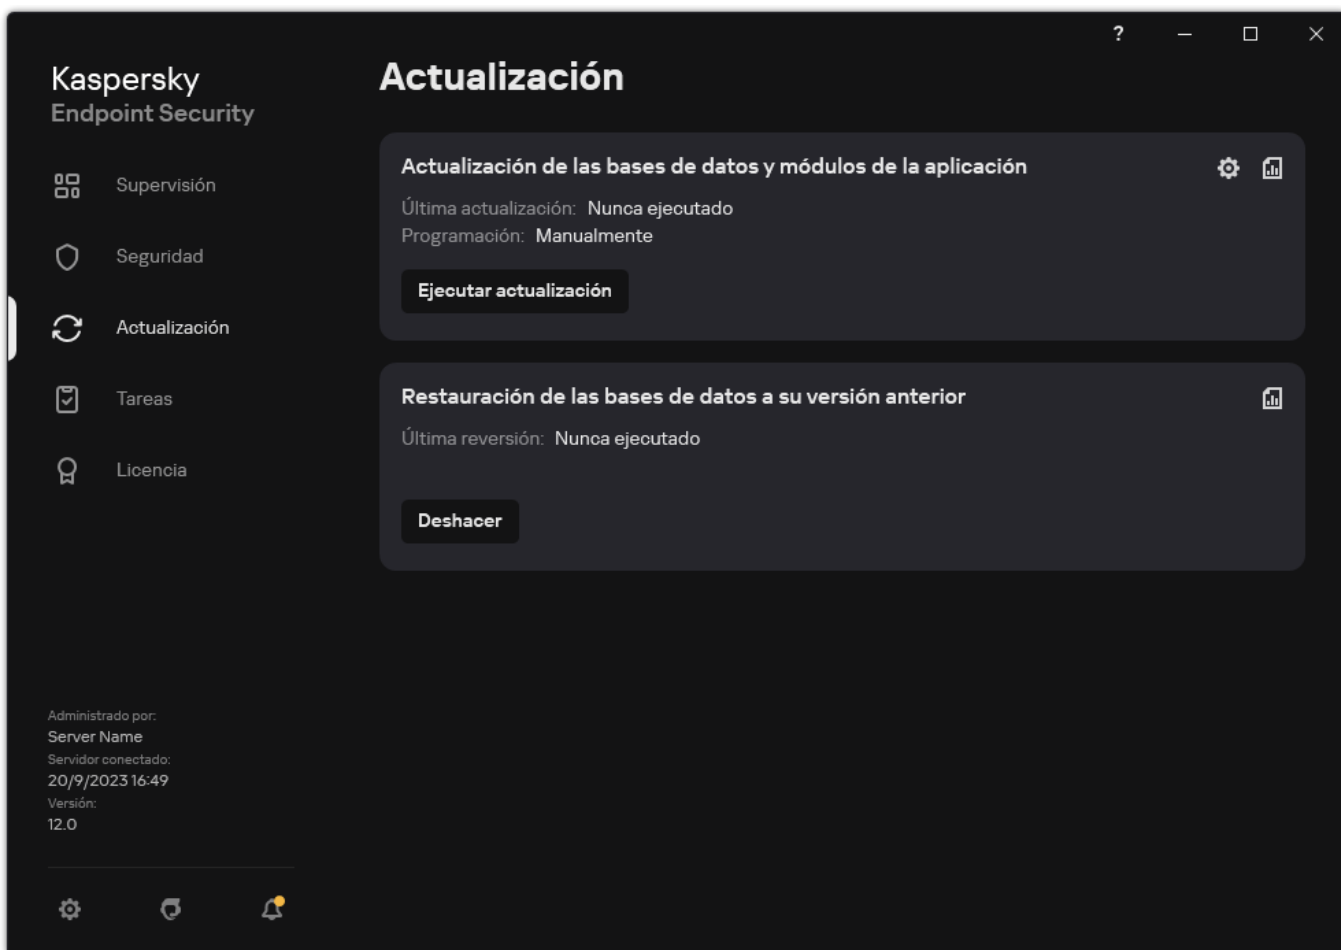 ?
Kaspersky
Endpoint Security
Supervisión
Seguridad
Actualización
Tareas
Licencia
Administrado por:
Server Name
Servidor conectado:
20/9/2023 16:49
Versión:
12.0
Actualización
Actualización de las bases de datos y módulos de la aplicación
Última actualización: Nunca ejecutado
Programación: Manualmente
Ejecutar actualización
Restauración de las bases de datos a su versión anterior
Última reversión: Nunca ejecutado
Deshacer